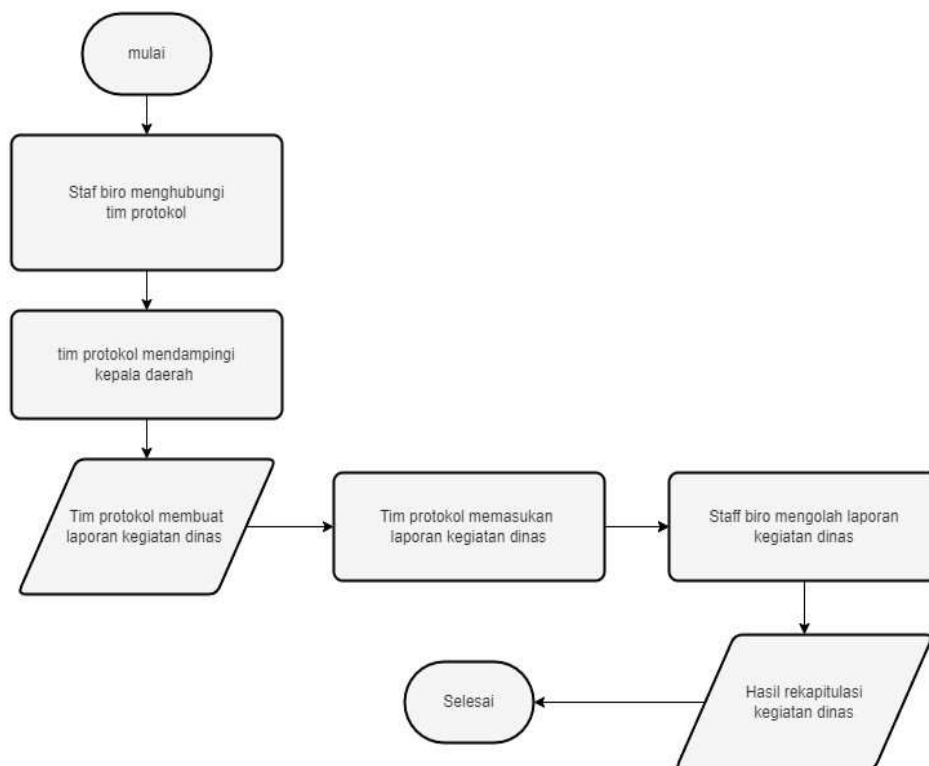 mulai
Staf biro menghubungi
tim protokol
tim protokol mendampingi
kepala daerah
Tim protokol membuat
laporan kegiatan dinas
Tim protokol memasukan
laporan kegiatan dinas
Staff biro mengolah laporan
kegiatan dinas
Hasil rekapitulasi
kegiatan dinas
Selesai